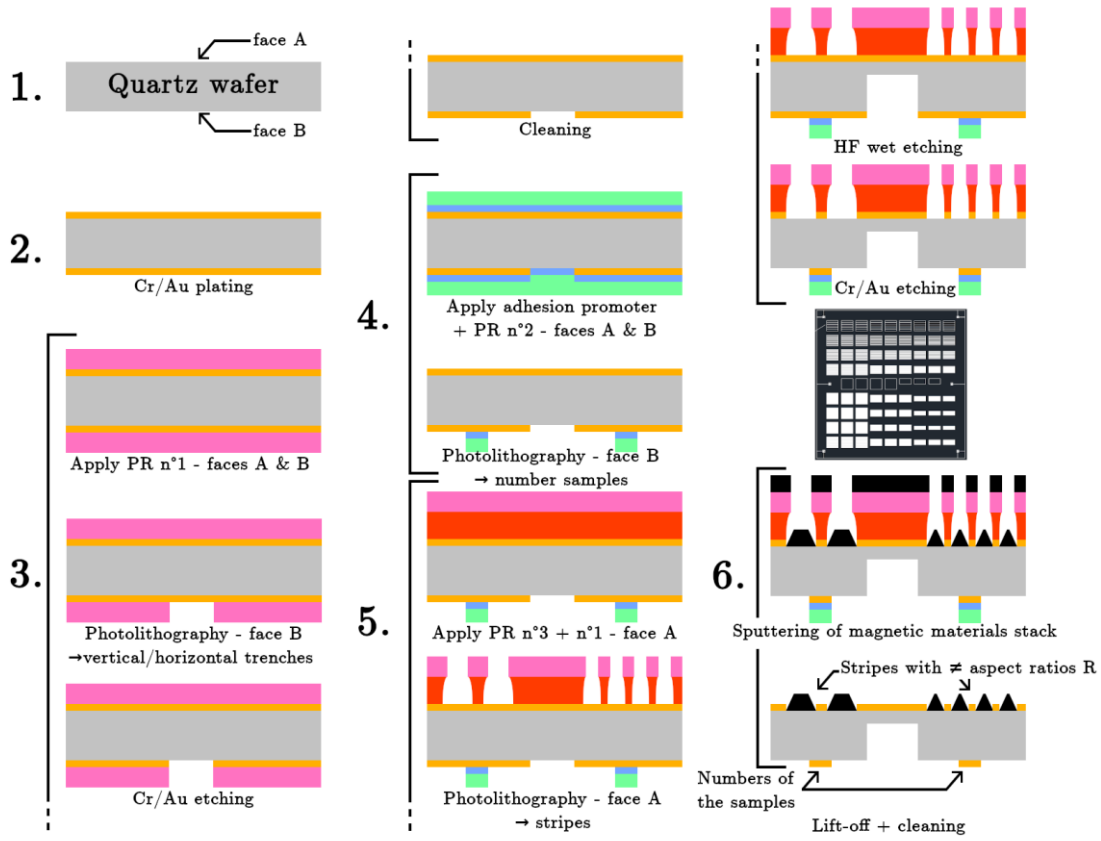 1.
face A
Quartz wafer
face B
2.
Cr/Au plating
3.
Apply PR n°1 - faces A & B
Photolithography - face B
→vertical/horizontal trenches
Cr/Au etching
Cleaning
4.
Apply adhesion promoter
+ PR n°2 - faces A & B
Photolithography - face B
→ number samples
5.
Apply PR n°3 + n°1 - face A
Photolithography - face A
→ stripes
HF wet etching
Cr/Au etching
6.
Sputtering of magnetic materials stack
Stripes with ≠ aspect ratios R
Numbers of
the samples
Lift-off + cleaning